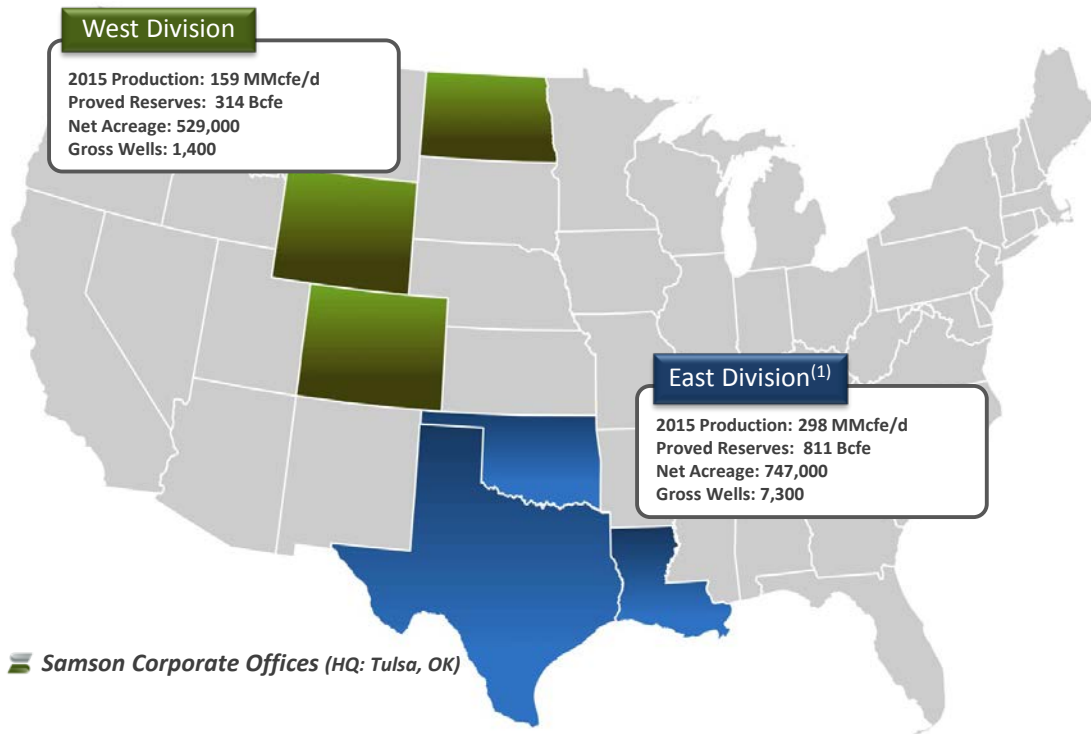 West Division
2015 Production: 159 MMcfe/d
Proved Reserves: 314 Bcfe
Net Acreage: 529,000
Gross Wells: 1,400
East Division(1)
2015 Production: 298 MMcfe/d
Proved Reserves: 811 Bcfe
Net Acreage: 747,000
Gross Wells: 7,300
Samson Corporate Offices (HQ: Tulsa, OK)